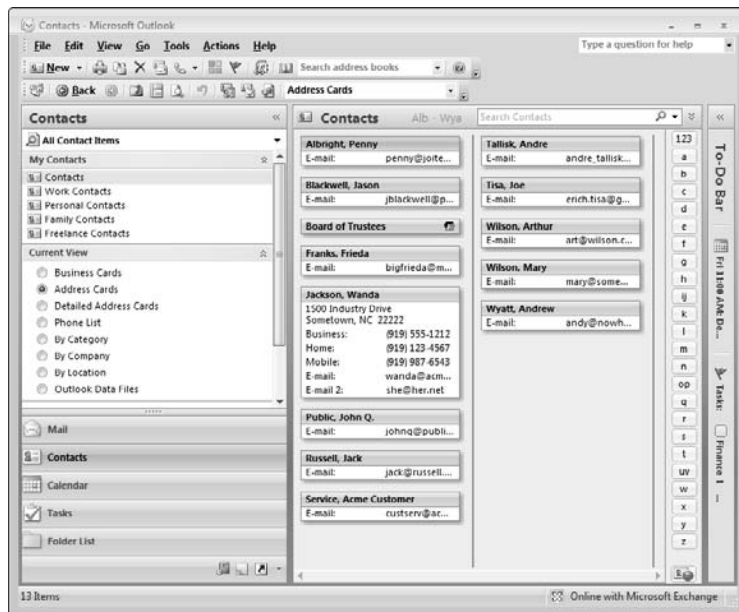 Contacts - Microsoft Outlook
File Edit View Go Tools Actions Help
Type a question for help
New
Search address books
Back
Address Cards
Contacts
All Contact Items
My Contacts
Contacts
Work Contacts
Personal Contacts
Family Contacts
Freelance Contacts
Current View
Business Cards
Address Cards
Detailed Address Cards
Phone List
By Category
By Company
By Location
Outlook Data Files
Mail
Contacts
Calendar
Tasks
Folder List
Contacts Alb - Wya Search Contacts
Albright, Penny
E-mail: penny@joite...
Blackwell, Jason
E-mail: jblackwell@p...
Board of Trustees
Franks, Frieda
E-mail: bigfrieda@m...
Jackson, Wanda
1500 Industry Drive
Sometown, NC 22222
Business: (919) 555-1212
Home: (919) 123-4567
Mobile: (919) 987-6543
E-mail: wanda@acm...
E-mail 2: she@her.net
Public, John Q.
E-mail: johnq@publi...
Russell, Jack
E-mail: jack@russell....
Service, Acme Customer
E-mail: custserv@ac...
Tallisk, Andre
E-mail: andre_tallisk...
Tisa, Joe
E-mail: erich.tisa@g...
Wilson, Arthur
E-mail: art@wilson.c...
Wilson, Mary
E-mail: mary@some...
Wyatt, Andrew
E-mail: andy@nowh...
123
a
b
c
d
e
f
g
h
ij
k
l
m
n
op
q
r
s
t
uv
w
x
y
z
To-Do Bar
Fri 11:00 AM: De...
Tasks: Finance 1 ...
13 Items
Online with Microsoft Exchange